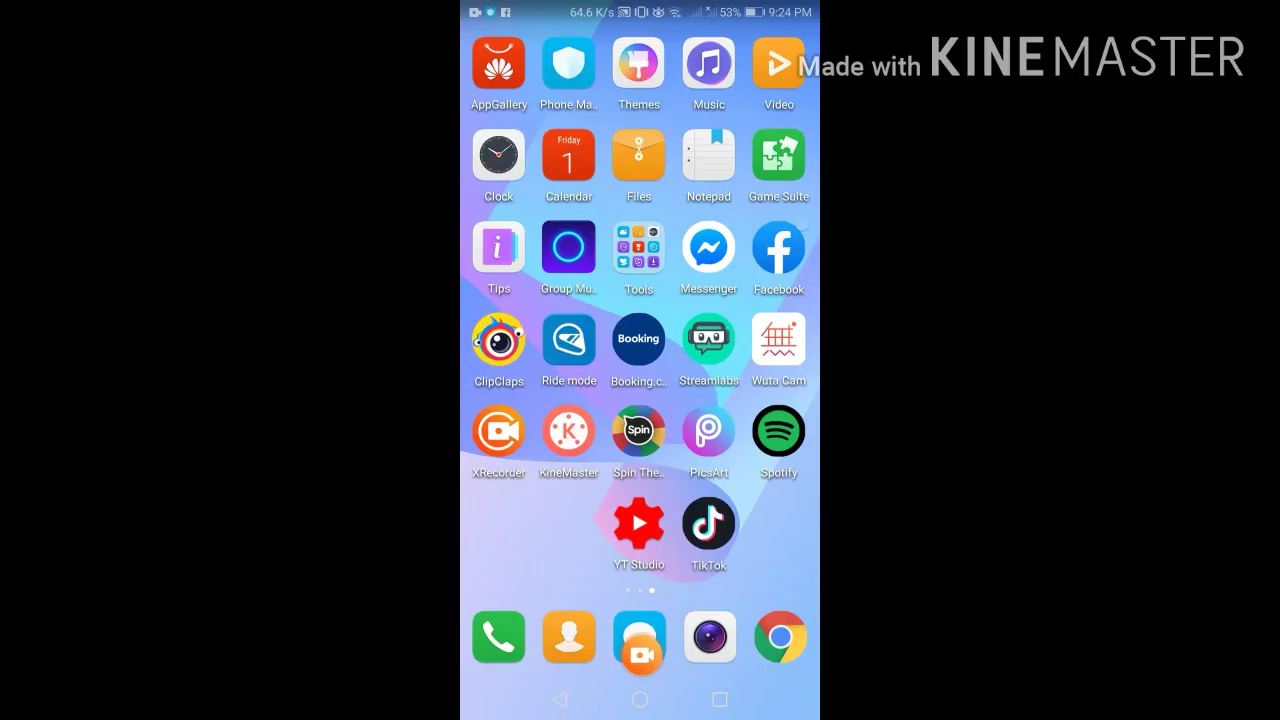 64.6 K/s 53% 9:24 PM
Made with KINEMASTER
AppGallery Phone Ma.. Themes Music Video
Friday
1
Clock Calendar Files Notepad Game Suite
i
Tips Group Mu.. Tools Messenger Facebook
Booking
ClipClaps Ride mode Booking.c.. Streamlabs Wuta Cam
K Spin
XRecorder KineMaster Spin The.. PicsArt Spotify
YT Studio TikTok